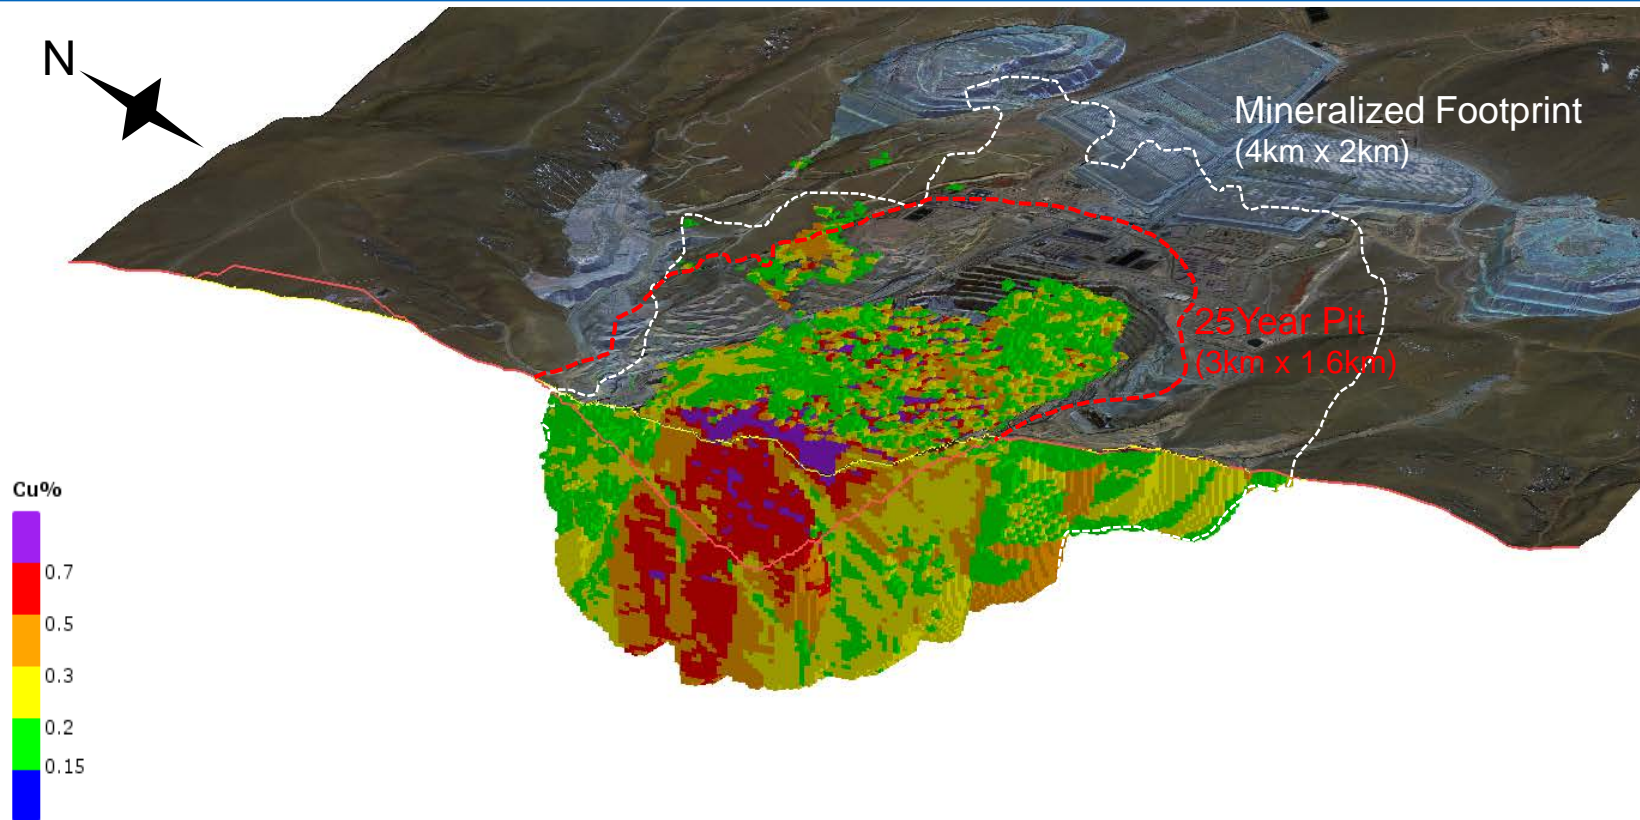 N
Mineralized Footprint
(4km x 2km)
25Year Pit
(3km x 1.6km)
Cu%
0.7
0.5
0.3
0.2
0.15